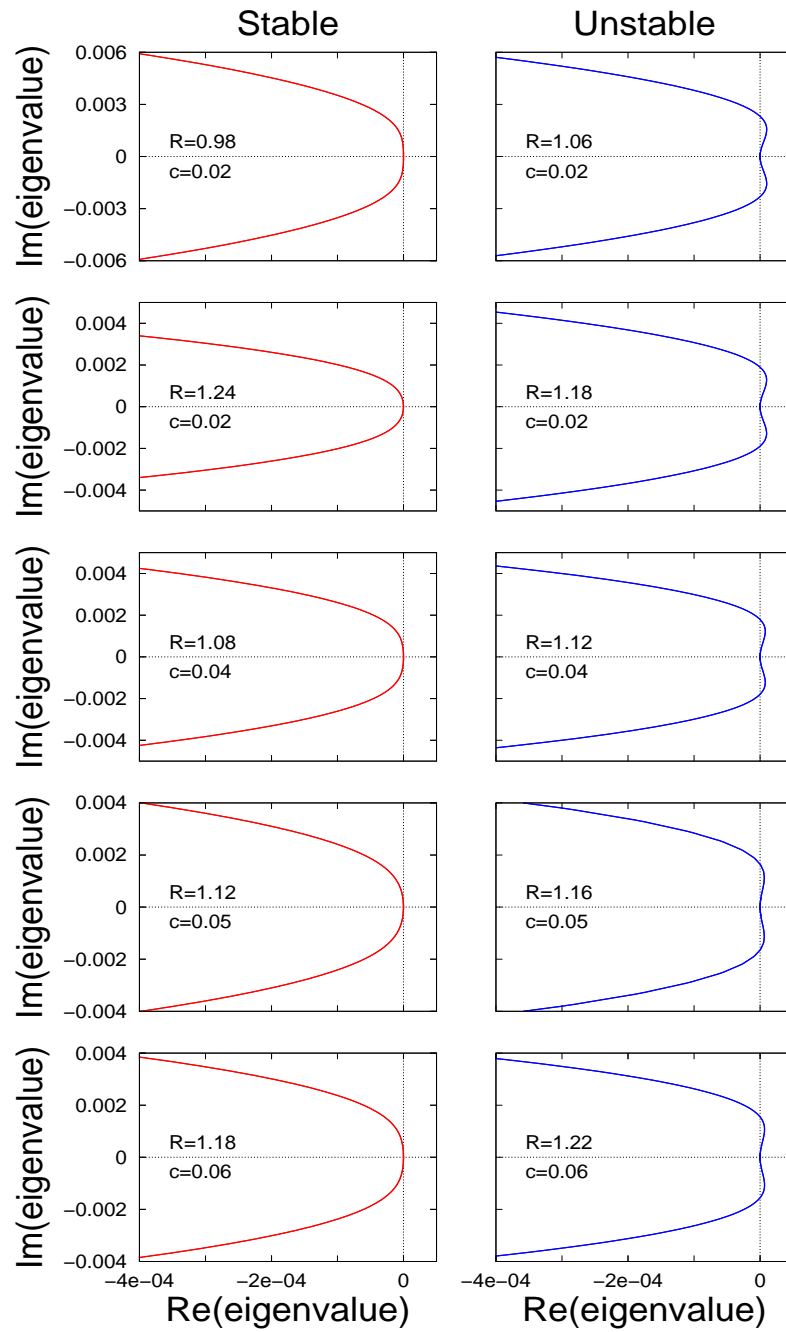 Stable Unstable
0.006
0.003
0
−0.003
−0.006
Im(eigenvalue)
R=0.98
c=0.02
R=1.06
c=0.02
0.004
0.002
0
−0.002
−0.004
Im(eigenvalue)
R=1.24
c=0.02
R=1.18
c=0.02
0.004
0.002
0
−0.002
−0.004
Im(eigenvalue)
R=1.08
c=0.04
R=1.12
c=0.04
0.004
0.002
0
−0.002
−0.004
Im(eigenvalue)
R=1.12
c=0.05
R=1.16
c=0.05
0.004
0.002
0
−0.002
−0.004
Im(eigenvalue)
R=1.18
c=0.06
R=1.22
c=0.06
−4e−04 −2e−04 0 −4e−04 −2e−04 0
Re(eigenvalue) Re(eigenvalue)